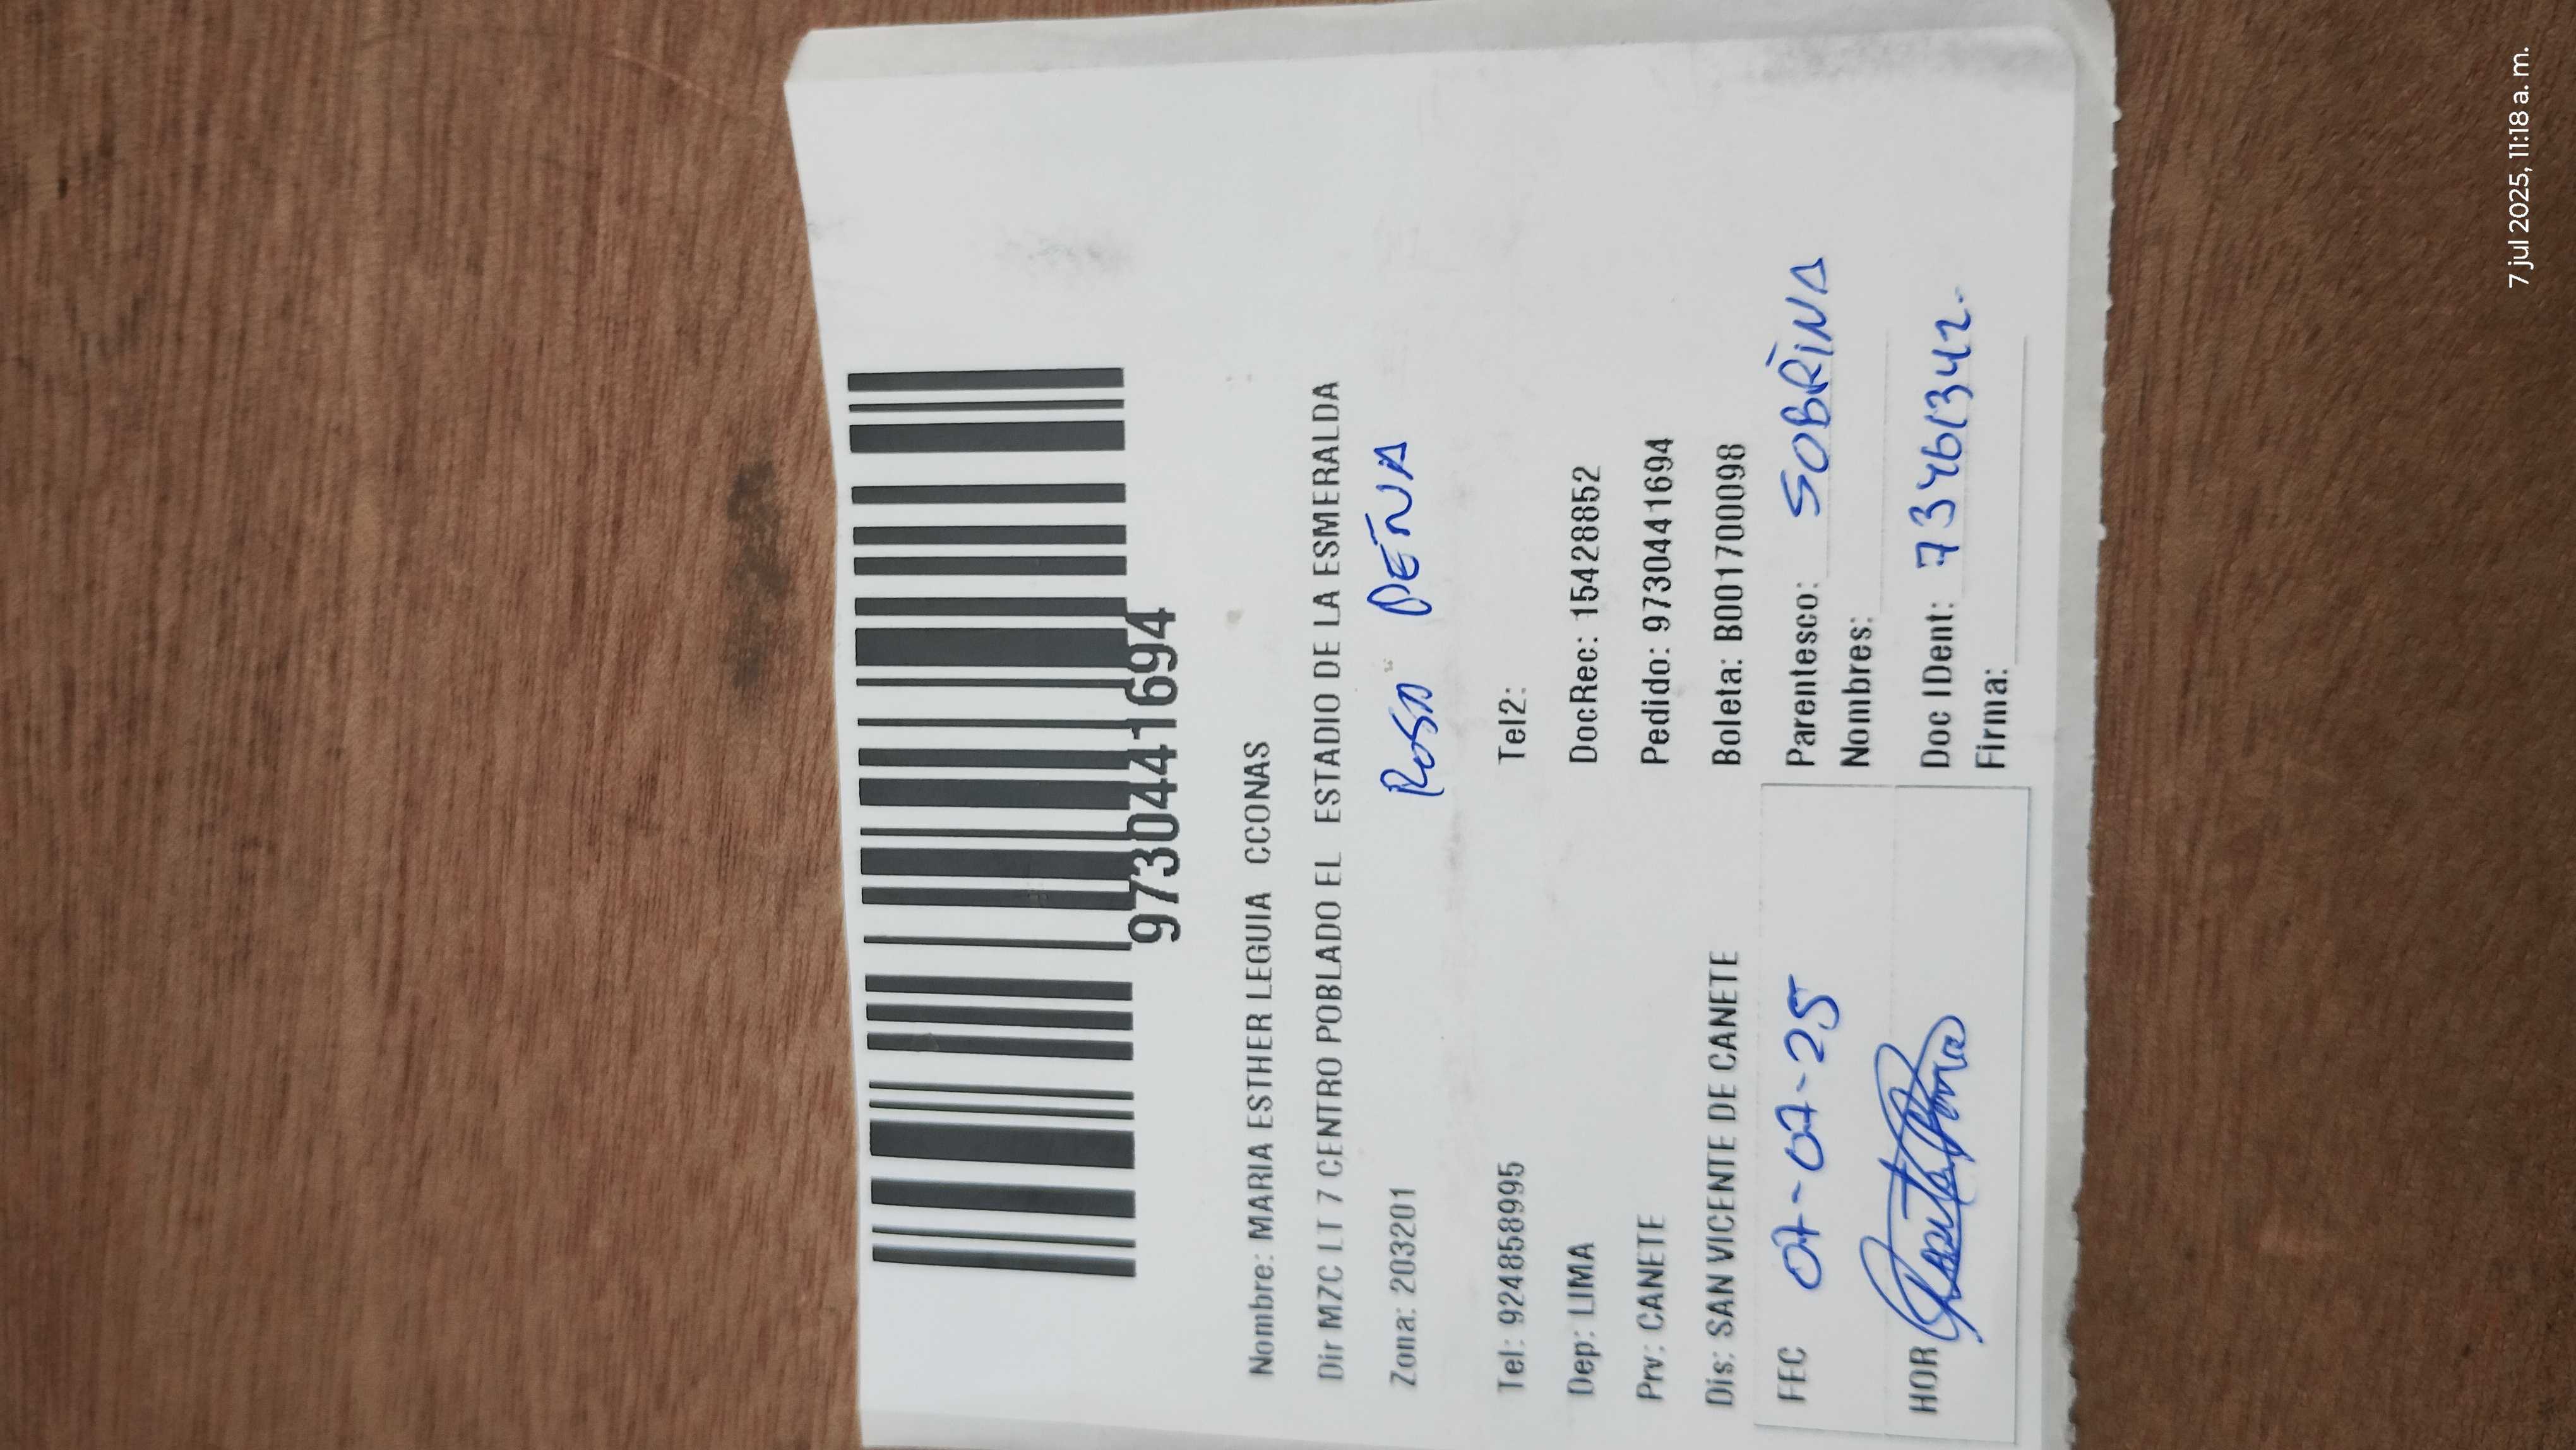 9730441694
Nombre: MARIA ESTHER LEGUIA CCONAS
Dir MZC LT 7 CENTRO POBLADO EL ESTADIO DE LA ESMERALDA
Zona: 203201 ROSA PEÑA
Tel: 924858995 Tel2:
Dep: LIMA DocRec: 15428852
Prv: CANETE Pedido: 9730441694
Dis: SAN VICENTE DE CANETE Boleta: B001700098
FEC 07-07-25 Parentesco: SOBRINA
Nombres:
HOR Doc IDent: 73461342.
Firma:
7 jul 2025, 11:18 a. m.